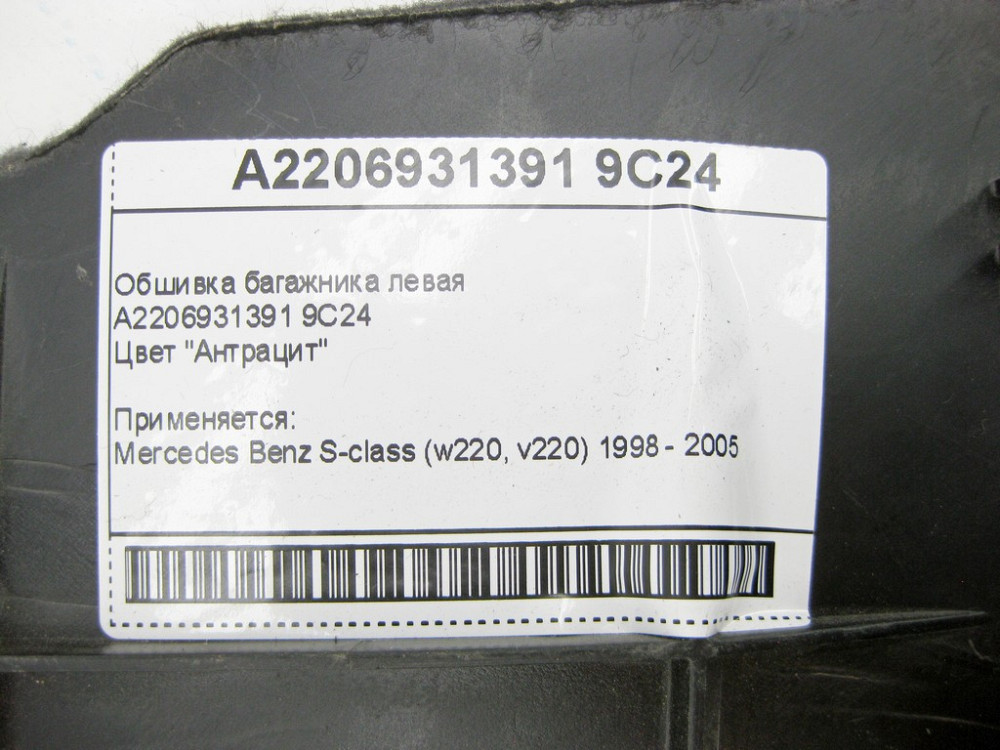 A2206931391 9C24
Обшивка багажника левая
A2206931391 9C24
Цвет "Антрацит"
Применяется:
Mercedes Benz S-class (w220, v220) 1998 - 2005